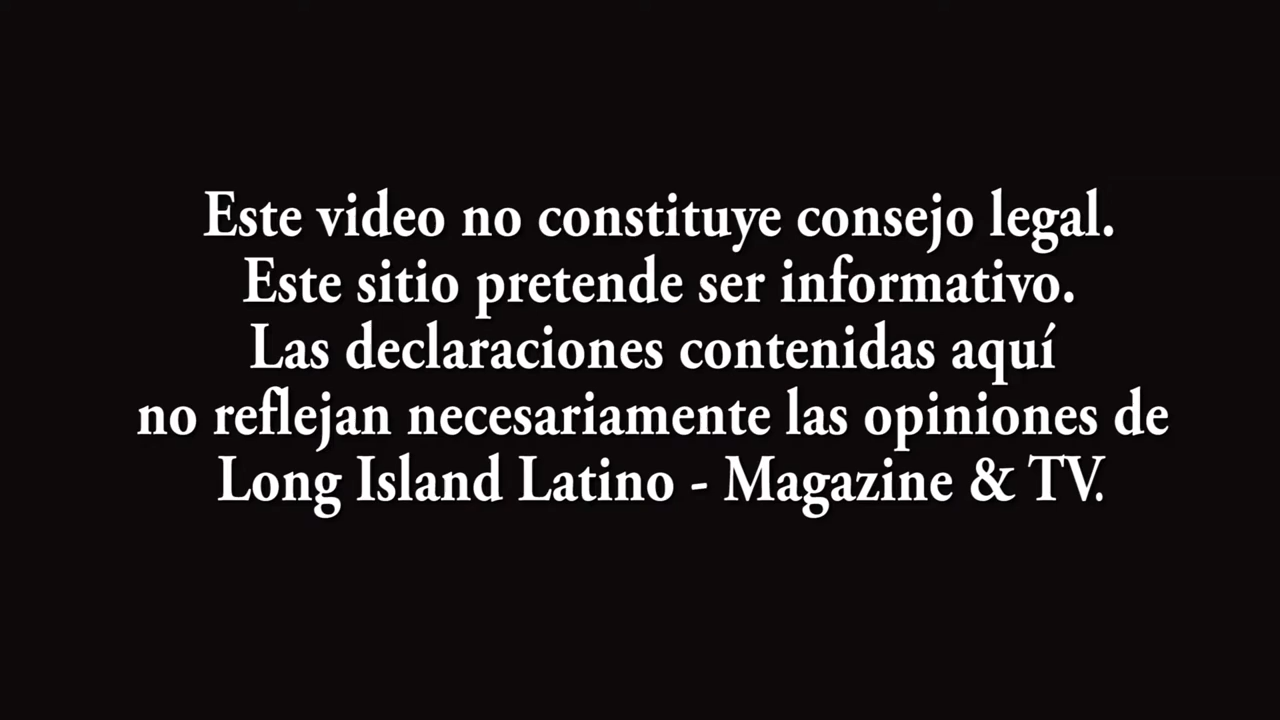 Este video no constituye consejo legal.
Este sitio pretende ser informativo.
Las declaraciones contenidas aquí
no reflejan necesariamente las opiniones de
Long Island Latino - Magazine & TV.